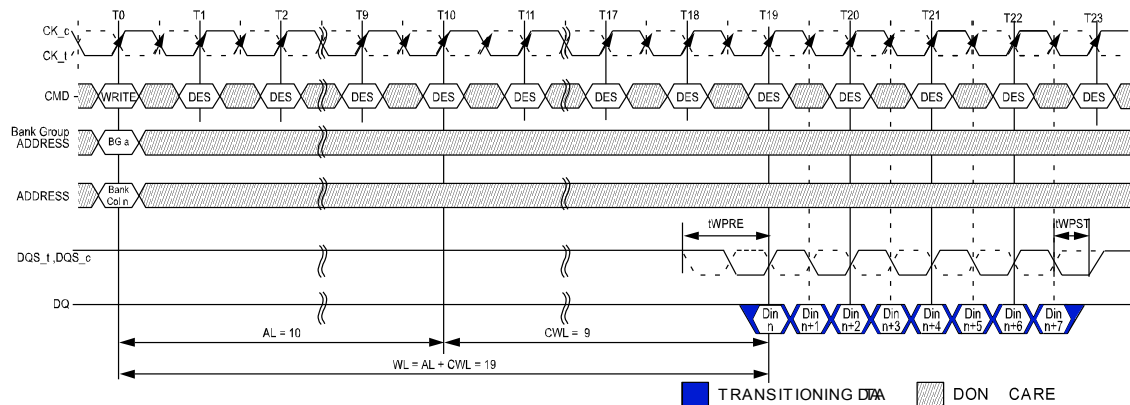 T0 T1 T2 T9 T10 T11 T17 T18 T19 T20 T21 T22 T23
CK_c
CK_t
CMD WRITE DES DES DES DES DES DES DES DES DES DES DES DES
Bank Group
ADDRESS
BG a
ADDRESS
Bank
Col n
tWPRE
tWPST
DQS_t ,DQS_c
DQ
Din n
Din n+1
Din n+2
Din n+3
Din n+4
Din n+5
Din n+6
Din n+7
AL = 10
CWL = 9
WL = AL + CWL = 19
TRANSITIONING DATA
DON CARE